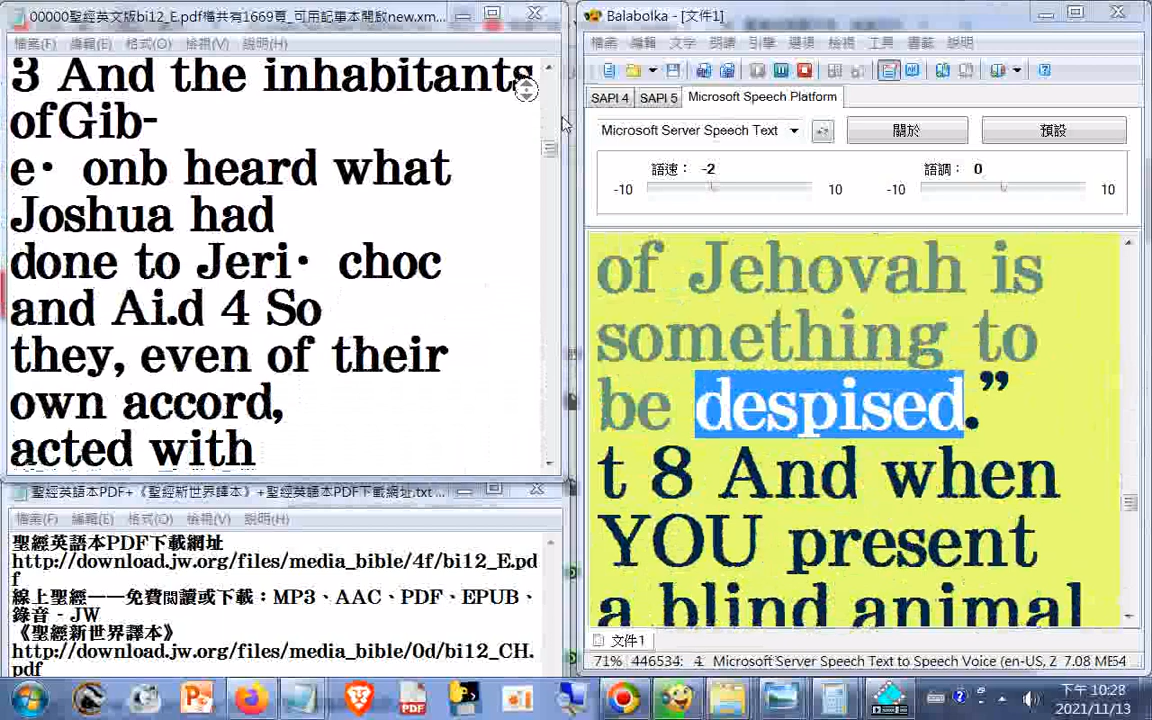 00000聖經英文版bi12_E.pdf檔共有1669頁_可用記事本開啟new.xm...
檔案(F) 編輯(E) 格式(O) 檢視(V) 說明(H)
3 And the inhabitants
ofGib-
e· onb heard what
Joshua had
done to Jeri· choc
and Ai.d 4 So
they, even of their
own accord,
acted with
聖經英語本PDF+《聖經新世界譯本》+聖經英語本PDF下載網址.txt ...
檔案(F) 編輯(E) 格式(O) 檢視(V) 說明(H)
聖經英語本PDF下載網址
http://download.jw.org/files/media_bible/4f/bi12_E.pd
f
線上聖經——免費閱讀或下載：MP3、AAC、PDF、EPUB、
錄音 - JW
《聖經新世界譯本》
http://download.jw.org/files/media_bible/0d/bi12_CH.
pdf
Balabolka - [文件1]
檔案 編輯 文字 朗讀 引擎 選項 檢視 工具 書籤 說明
SAPI 4 SAPI 5 Microsoft Speech Platform
Microsoft Server Speech Text 關於 預設
語速： -2 語調： 0
-10 10 -10 10
of Jehovah is
something to
be despised.”
t 8 And when
YOU present
a blind animal
文件1
71% 446534: 4 Microsoft Server Speech Text to Speech Voice (en-US, Z 7.08 ME54
下午 10:28
2021/11/13